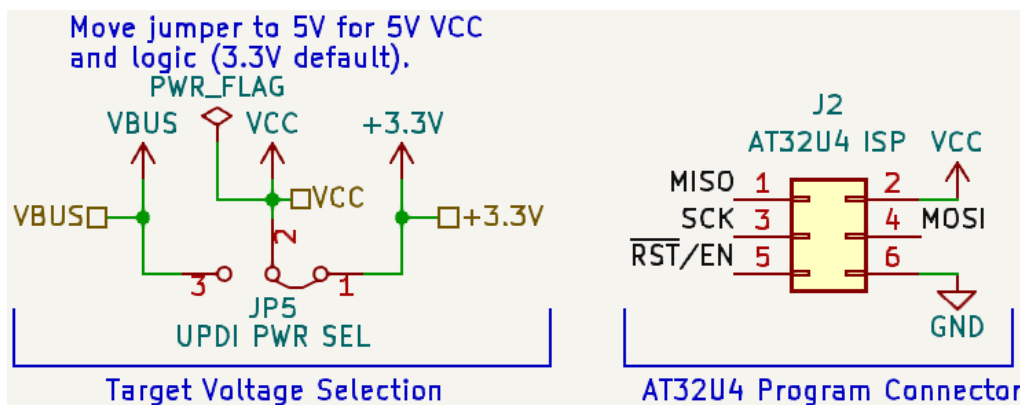 Move jumper to 5V for 5V VCC
and logic (3.3V default).
PWR_FLAG
VBUS VCC +3.3V
VBUS VCC +3.3V
2
3 1
JP5
UPDI PWR SEL
Target Voltage Selection
J2
AT32U4 ISP VCC
MISO 1 2
SCK 3 4 MOSI
RST/EN 5 6
GND
AT32U4 Program Connector